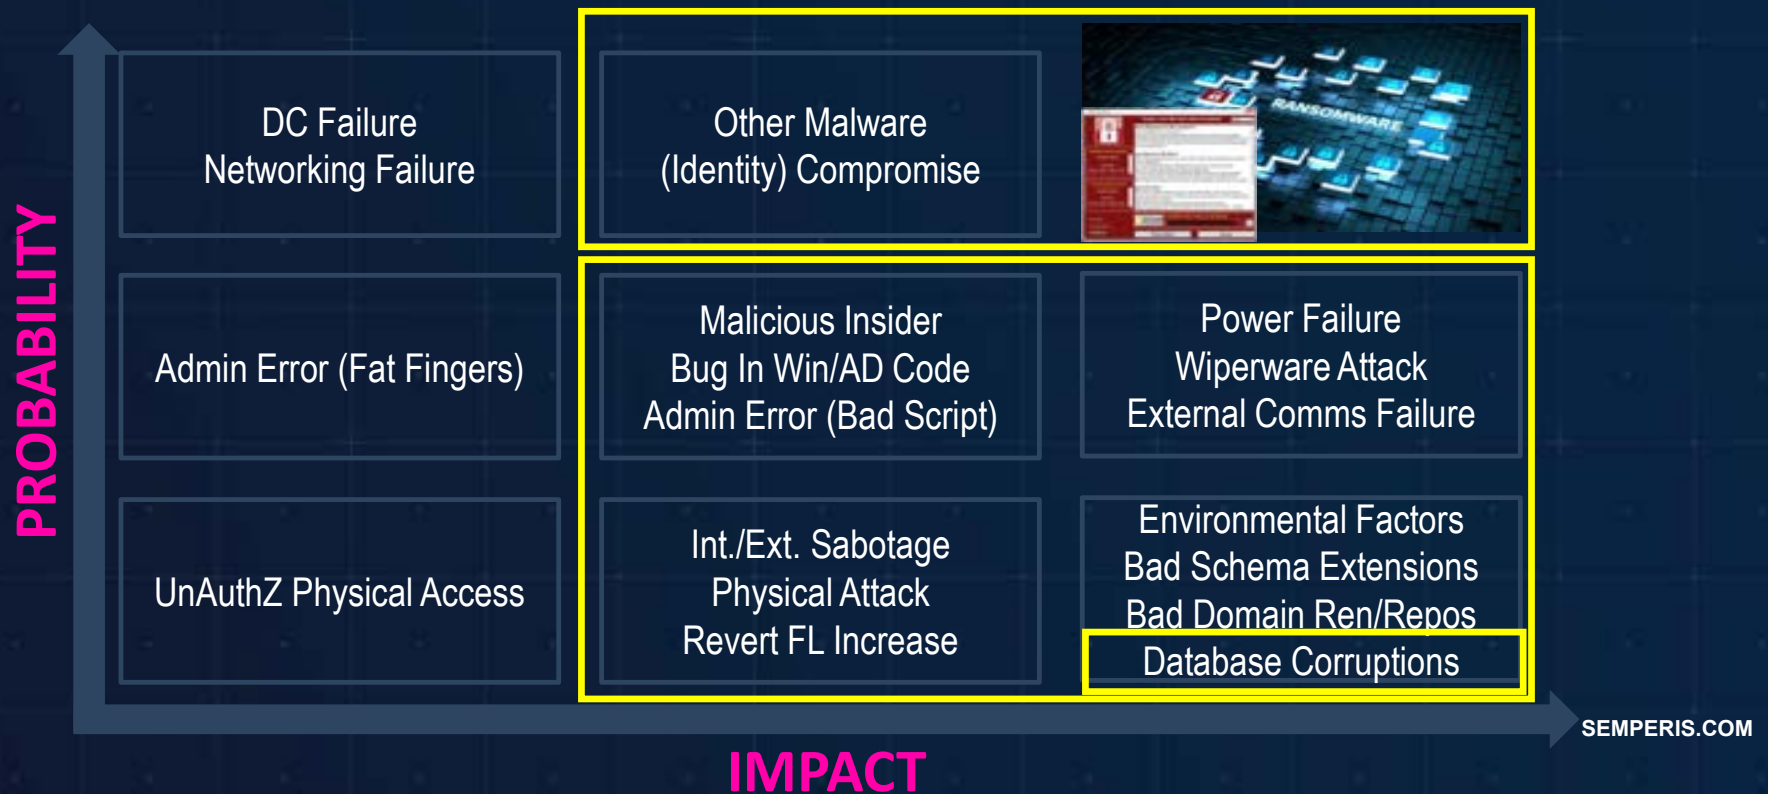 PROBABILITY
DC Failure
Networking Failure
Other Malware
(Identity) Compromise
RANSOMWARE
Admin Error (Fat Fingers)
Malicious Insider
Bug In Win/AD Code
Admin Error (Bad Script)
Power Failure
Wiperware Attack
External Comms Failure
UnAuthZ Physical Access
Int./Ext. Sabotage
Physical Attack
Revert FL Increase
Environmental Factors
Bad Schema Extensions
Bad Domain Ren/Repos
Database Corruptions
SEMPERIS.COM
IMPACT